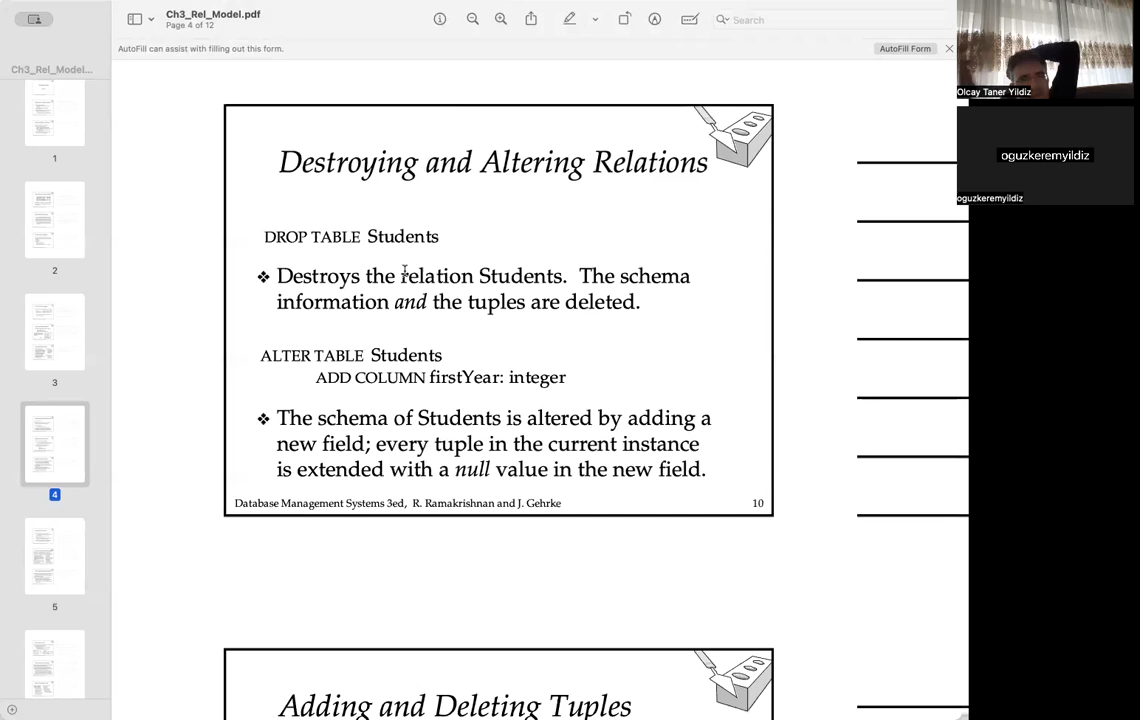 Ch3_Rel_Model.pdf
Page 4 of 12
Search
AutoFill can assist with filling out this form.
AutoFill Form
Ch3_Rel_Model...
1
2
3
4
5
Destroying and Altering Relations
DROP TABLE Students
❖ Destroys the relation Students. The schema
information and the tuples are deleted.
ALTER TABLE Students
ADD COLUMN firstYear: integer
❖ The schema of Students is altered by adding a
new field; every tuple in the current instance
is extended with a null value in the new field.
Database Management Systems 3ed, R. Ramakrishnan and J. Gehrke 10
Adding and Deleting Tuples
Olcay Taner Yildiz
oguzkeremyildiz
oguzkeremyildiz